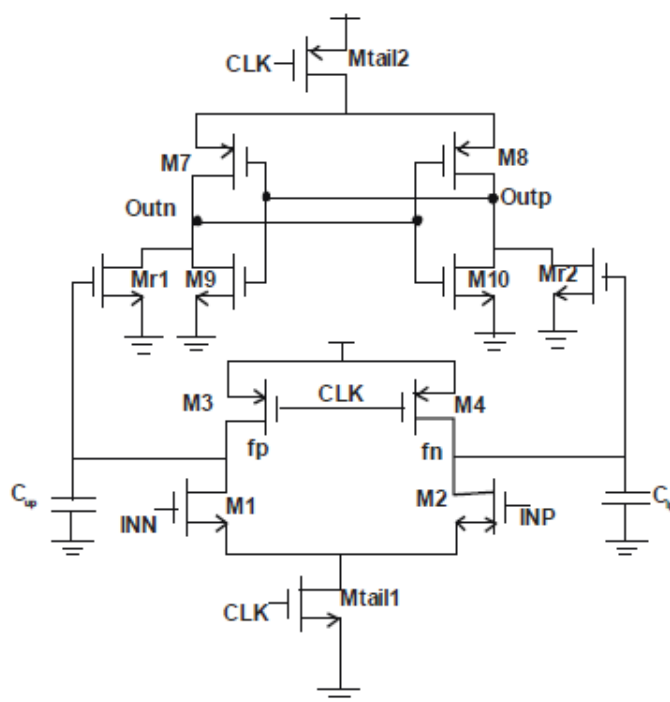 CLK
Mtail2
M7
M8
Outn
Outp
Mr1
M9
M10
Mr2
M3
CLK
M4
fp
fn
Cup
M1
M2
INN
INP
CLK
Mtail1